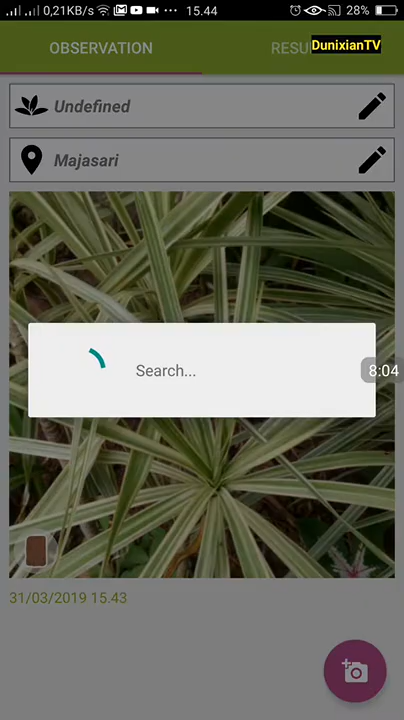 0,21KB/s ... 15.44 28%
OBSERVATION
RESU
DunixianTV
Undefined
Majasari
Search...
8:04
31/03/2019 15.43